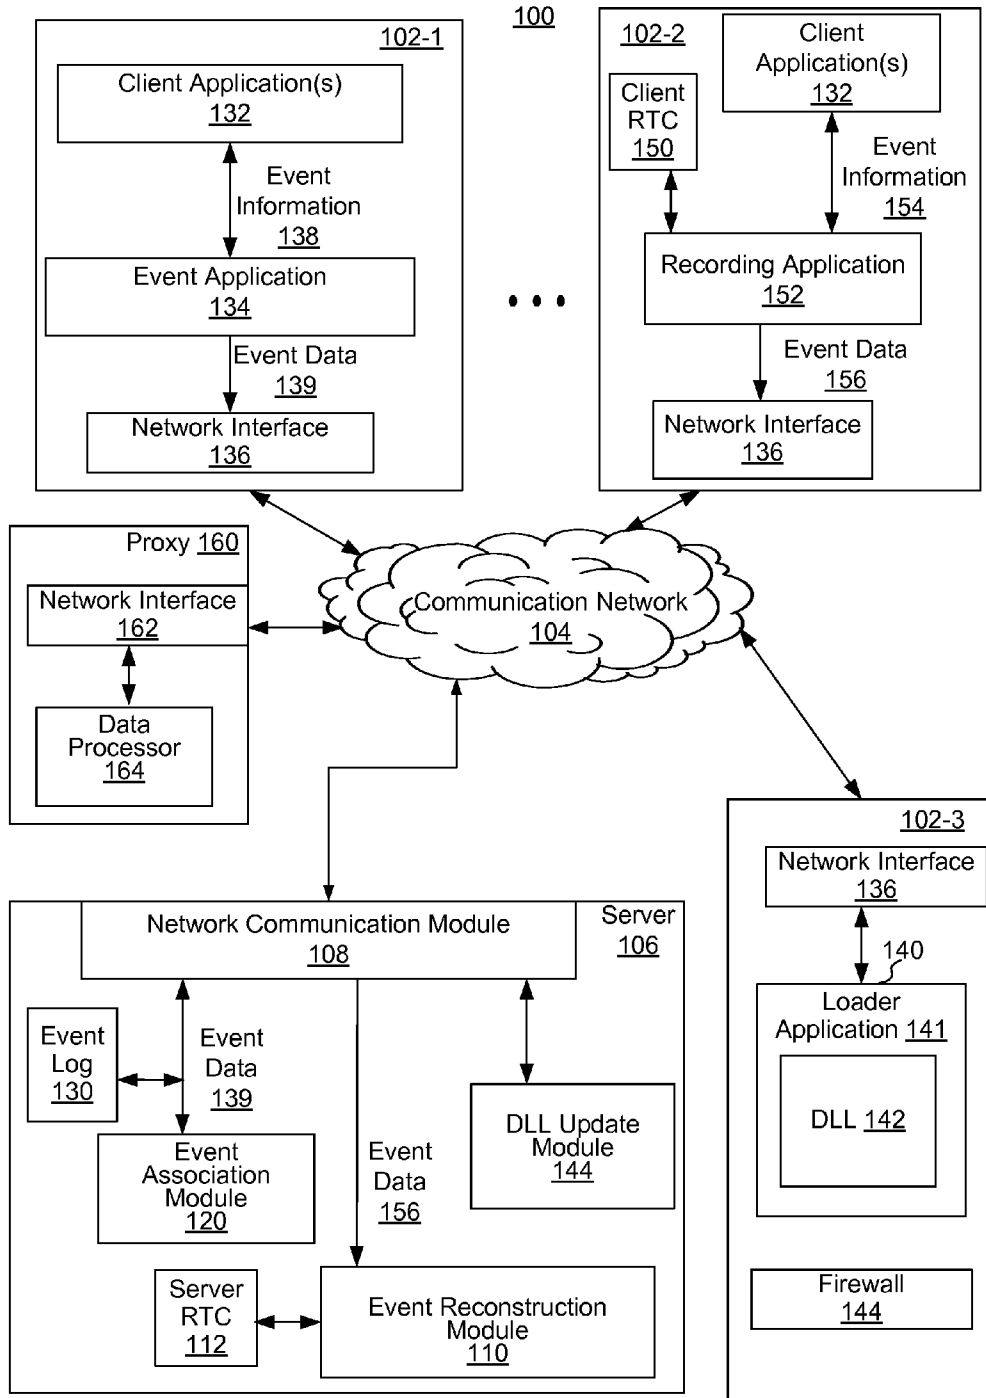 100
102-1
Client Application(s)
132
Event
Information
138
Event Application
134
Event Data
139
Network Interface
136
102-2
Client
Application(s)
132
Client
RTC
150
Event
Information
154
Recording Application
152
Event Data
156
Network Interface
136
Proxy 160
Network Interface
162
Data
Processor
164
Communication Network
104
102-3
Network Interface
136
140
Loader
Application 141
DLL 142
Firewall
144
Server
106
Network Communication Module
108
Event
Log
130
Event
Data
139
Event
Association
Module
120
Event
Data
156
DLL Update
Module
144
Server
RTC
112
Event Reconstruction
Module
110